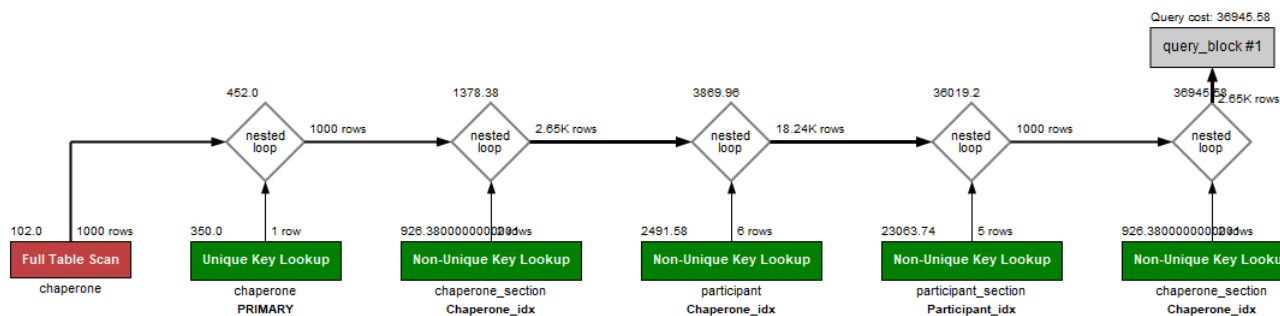 Query cost: 36945.58
query_block #1
452.0
1378.38
3869.96
36019.2
36945.58
2.65K rows
nested
loop
1000 rows
nested
loop
2.65K rows
nested
loop
18.24K rows
nested
loop
1000 rows
nested
loop
102.0
1000 rows
350.0
1 row
2491.58
6 rows
23063.74
5 rows
Full Table Scan
Unique Key Lookup
Non-Unique Key Lookup
Non-Unique Key Lookup
Non-Unique Key Lookup
Non-Unique Key Lookup
chaperone
chaperone
chaperone_section
participant
participant_section
chaperone_section
PRIMARY
Chaperone_idx
Chaperone_idx
Participant_idx
Chaperone_idx